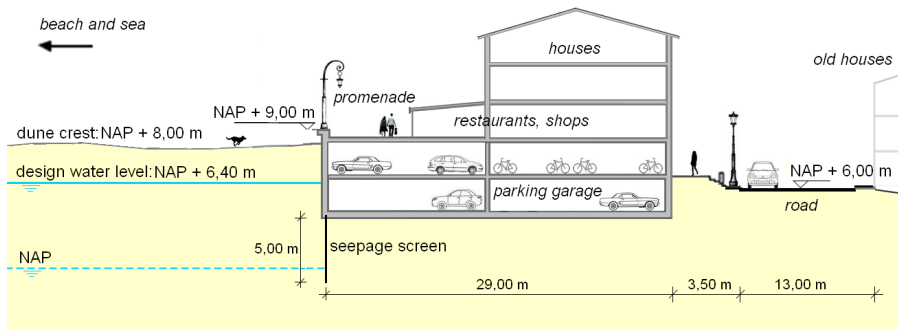 beach and sea
houses
old houses
promenade
NAP + 9,00 m
restaurants, shops
dune crest: NAP + 8,00 m
design water level: NAP + 6,40 m
parking garage
NAP + 6,00 m
road
5,00 m
seepage screen
NAP
29,00 m
3,50 m
13,00 m